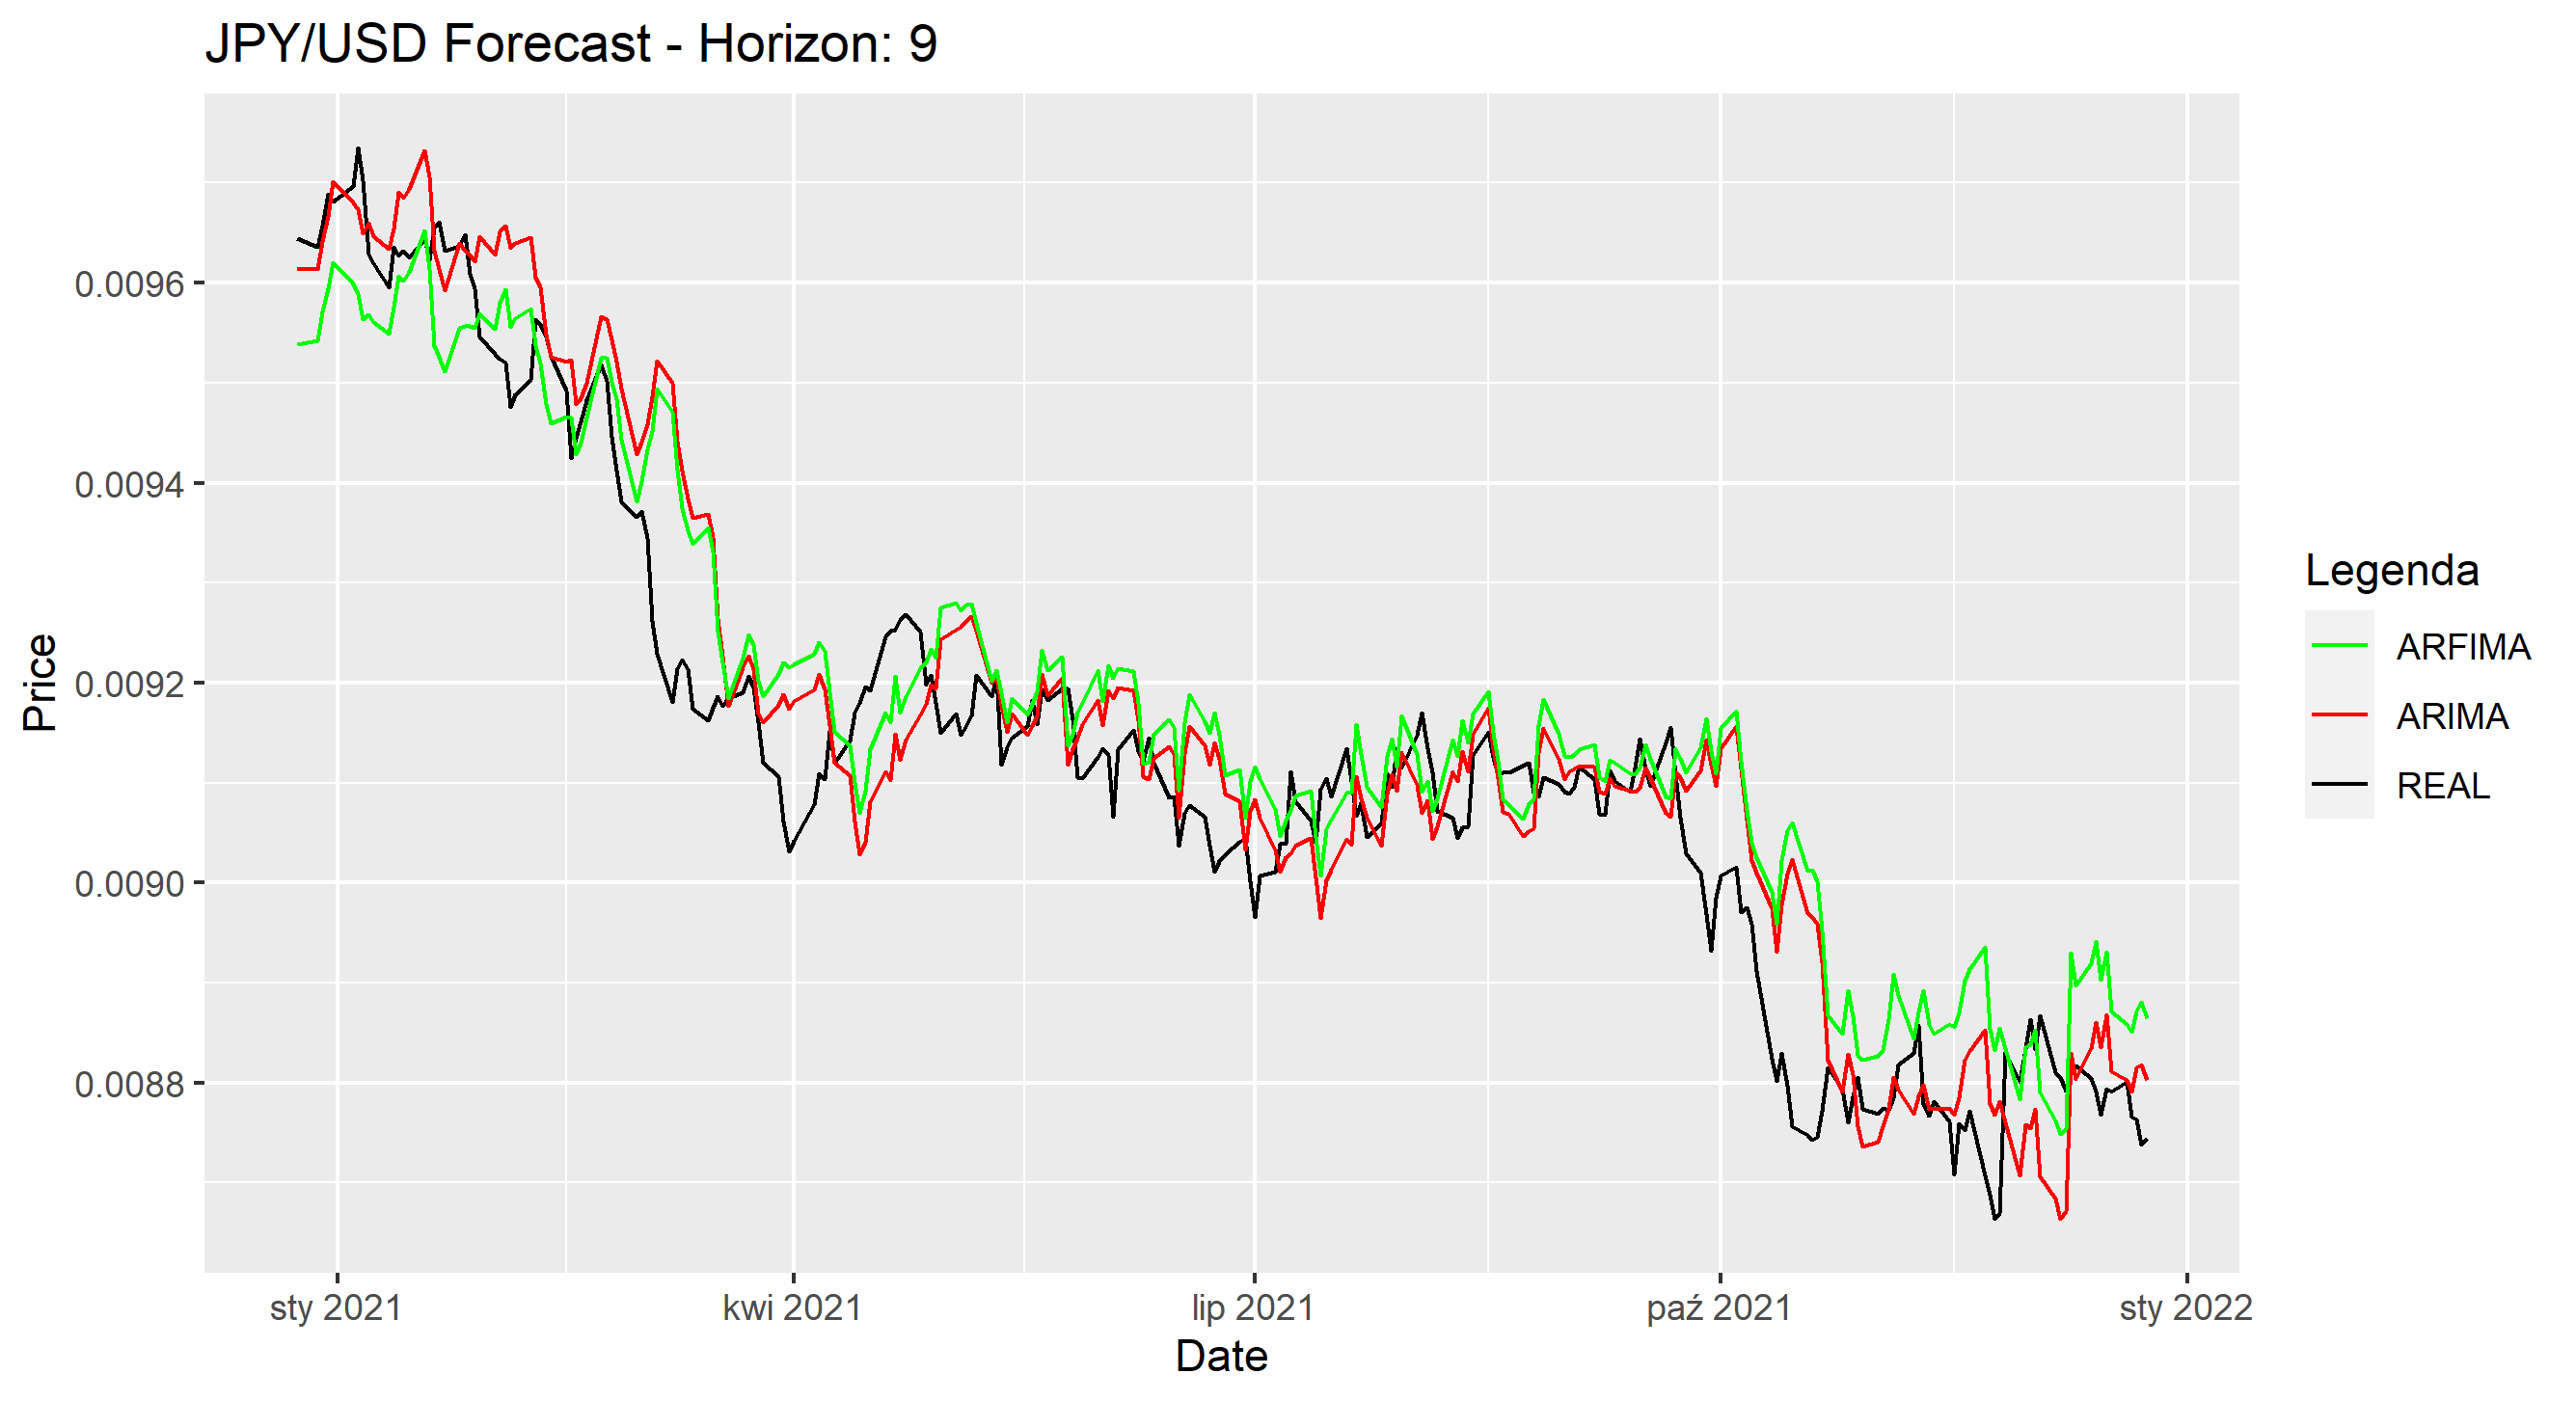 JPY/USD Forecast - Horizon: 9
Price
0.0096
0.0094
0.0092
0.0090
0.0088
sty 2021
kwi 2021
lip 2021
paź 2021
sty 2022
Date
Legenda
ARFIMA
ARIMA
REAL